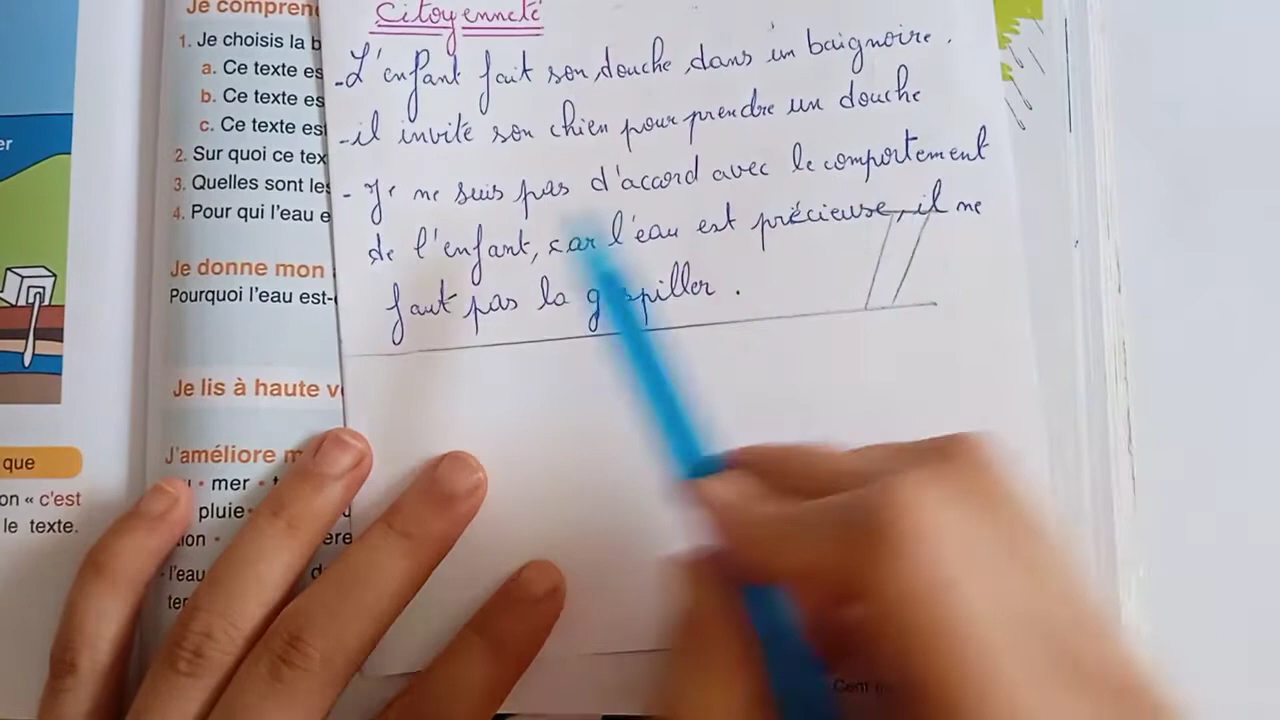 Je compren
1. Je choisis la b
a. Ce texte es
b. Ce texte es
c. Ce texte est
2. Sur quoi ce tex
3. Quelles sont les
4. Pour qui l'eau e
Je donne mon
Pourquoi l'eau est-
Je lis à haute v
J'améliore m
• mer •
pluie
l'eau
ter
er
que
on « c'est
le texte.
Citoyenneté
- L'enfant fait son douche dans un baignoire.
- il invite son chien pour prendre un douche
- Je ne suis pas d'accord avec le comportement
de l'enfant, car l'éau est précieuse, il ne
faut pas la gaspiller.